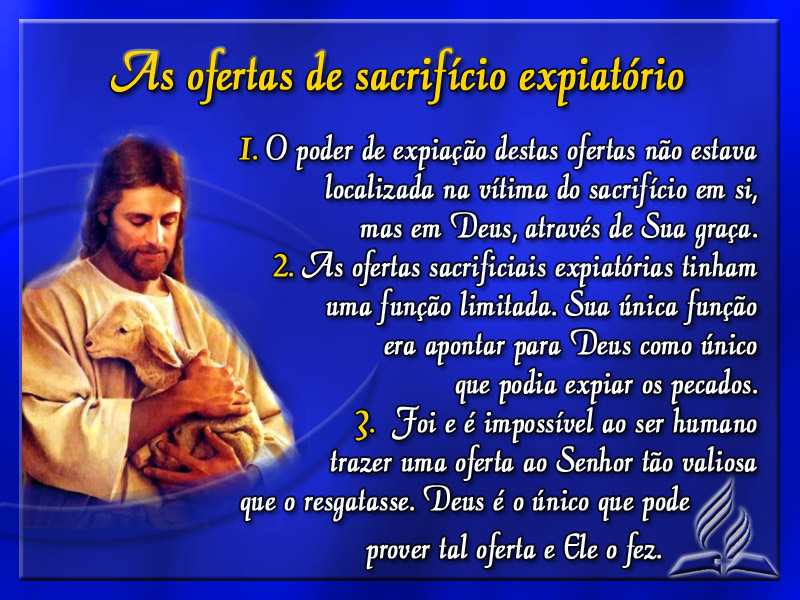 As ofertas de sacrifício expiatório
1. O poder de expiação destas ofertas não estava
localizada na vítima do sacrifício em si,
mas em Deus, através de Sua graça.
2. As ofertas sacrificiais expiatórias tinham
uma função limitada. Sua única função
era apontar para Deus como único
que podia expiar os pecados.
3. Foi e é impossível ao ser humano
trazer uma oferta ao Senhor tão valiosa
que o resgatasse. Deus é o único que pode
prover tal oferta e Ele o fez.